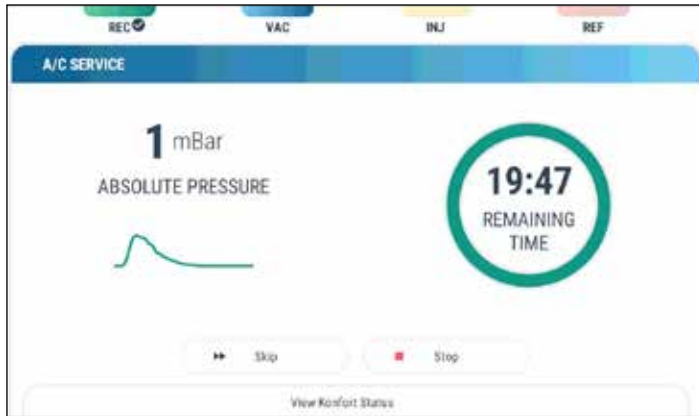 REC VAC INJ REF
A/C SERVICE
1 mBar
ABSOLUTE PRESSURE
19:47
REMAINING
TIME
Skip Stop
View Konfort Status